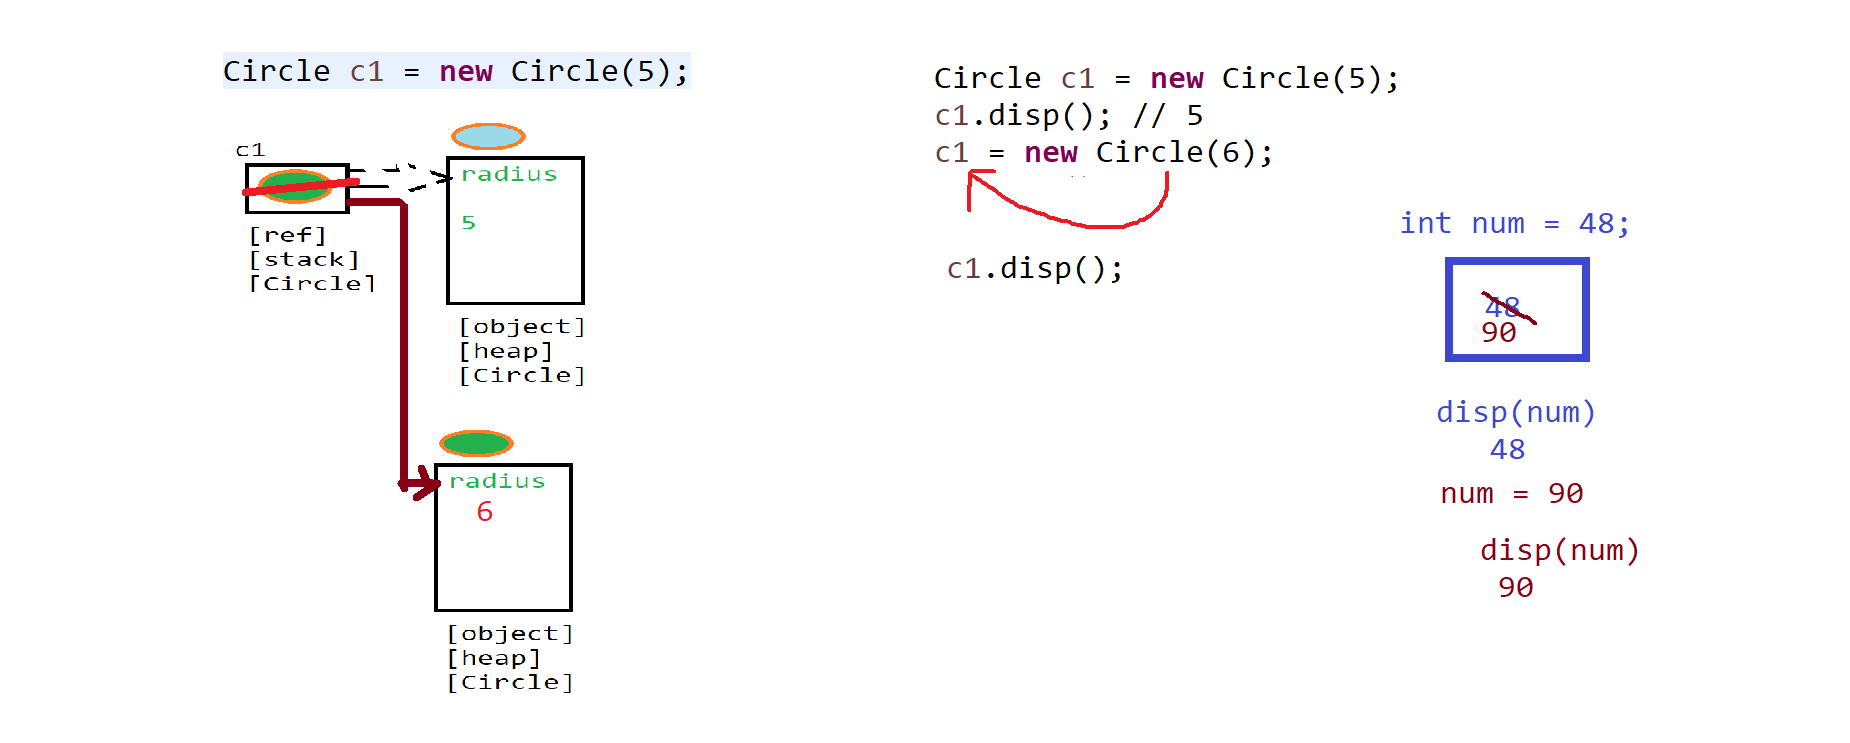 Circle c1 = new Circle(5);
c1
radius
5
[ref]
[stack]
[Circle]
[object]
[heap]
[Circle]
radius
6
[object]
[heap]
[Circle]
Circle c1 = new Circle(5);
c1.disp(); // 5
c1 = new Circle(6);
c1.disp();
int num = 48;
48
90
disp(num)
48
num = 90
disp(num)
90